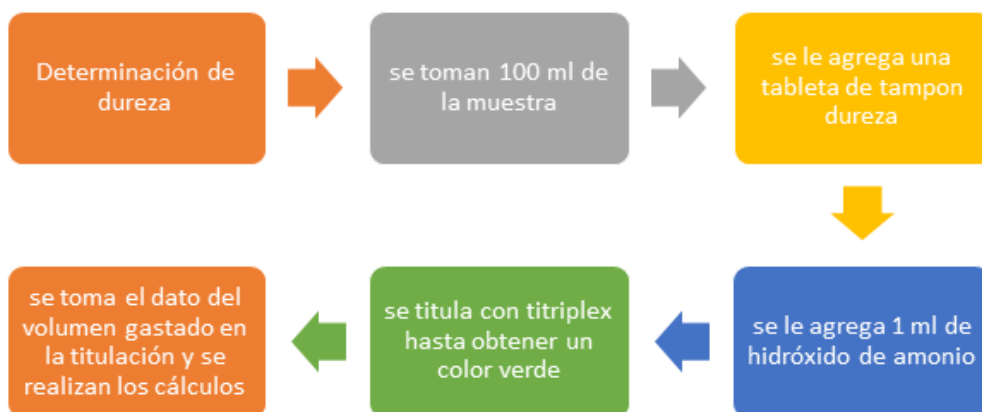 Determinación de
dureza
se toman 100 ml de
la muestra
se le agrega una
tableta de tampon
dureza
se le agrega 1 ml de
hidróxido de amonio
se titula con titriplex
hasta obtener un
color verde
se toma el dato del
volumen gastado en
la titulación y se
realizan los cálculos